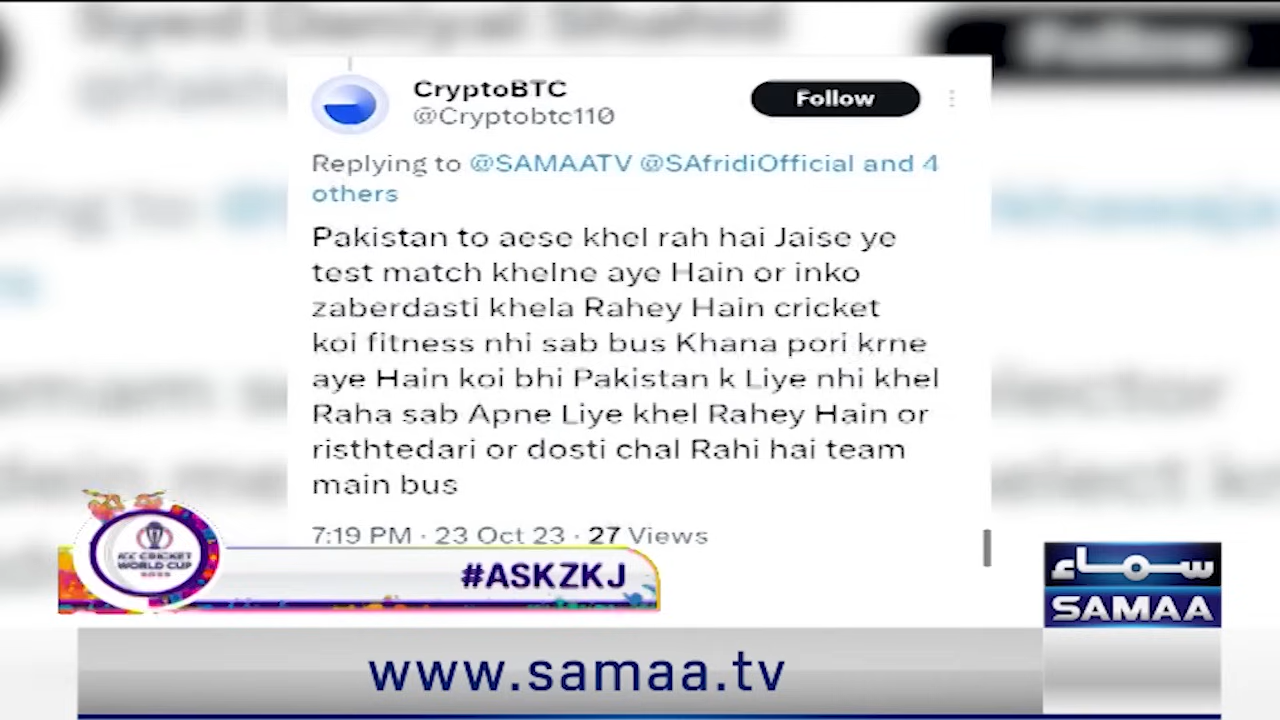 CryptoBTC
@Cryptobtc110
Follow
Replying to @SAMAATV @SAfridiOfficial and 4
others
Pakistan to aese khel rah hai Jaise ye
test match khelne aye Hain or inko
zaberdasti khela Rahey Hain cricket
koi fitness nhi sab bus Khana pori krne
aye Hain koi bhi Pakistan k Liye nhi khel
Raha sab Apne Liye khel Rahey Hain or
risthtedari or dosti chal Rahi hai team
main bus
7:19 PM · 23 Oct 23 · 27 Views
ICC CRICKET
WORLD CUP
2023
#ASKZKJ
سماء
SAMAA
www.samaa.tv